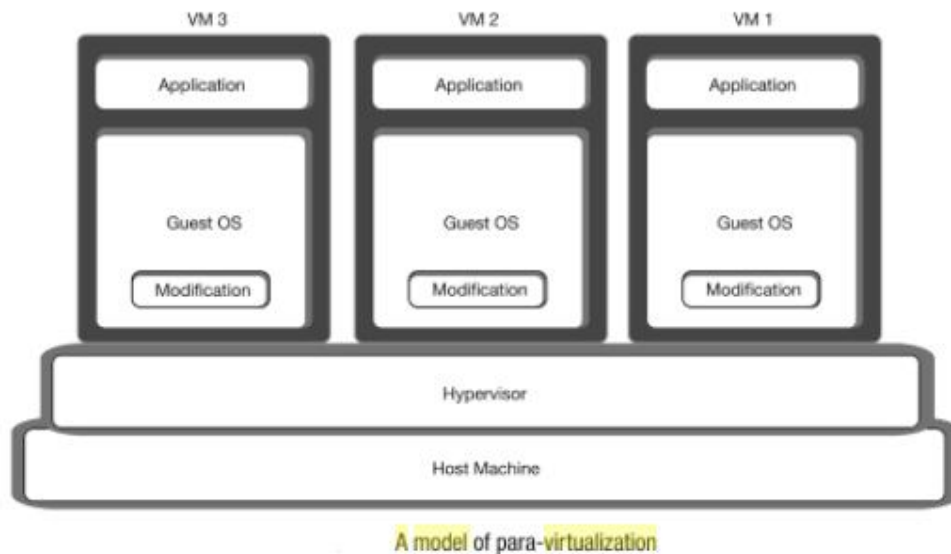 VM 3 VM 2 VM 1
Application Application Application
Guest OS Guest OS Guest OS
Modification Modification Modification
Hypervisor
Host Machine
A model of para-virtualization